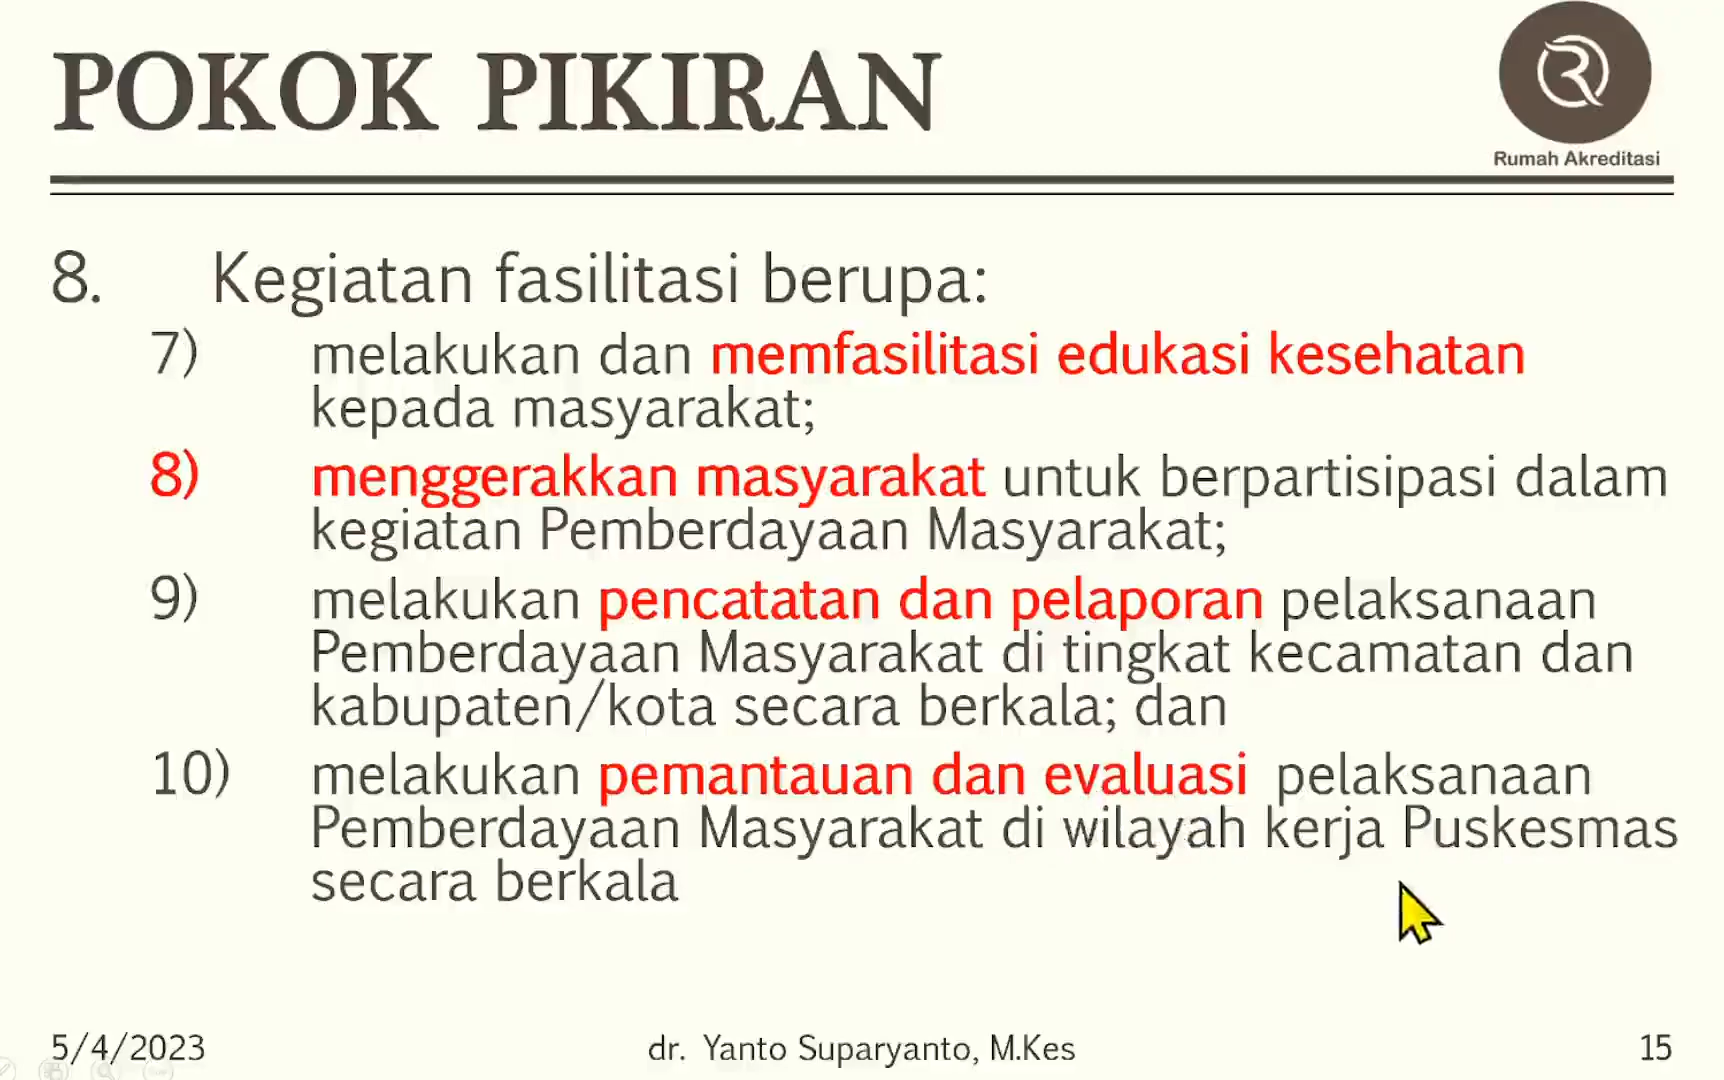 POKOK PIKIRAN
Rumah Akreditasi
8. Kegiatan fasilitasi berupa:
7) melakukan dan memfasilitasi edukasi kesehatan
kepada masyarakat;
8) menggerakkan masyarakat untuk berpartisipasi dalam
kegiatan Pemberdayaan Masyarakat;
9) melakukan pencatatan dan pelaporan pelaksanaan
Pemberdayaan Masyarakat di tingkat kecamatan dan
kabupaten/kota secara berkala; dan
10) melakukan pemantauan dan evaluasi pelaksanaan
Pemberdayaan Masyarakat di wilayah kerja Puskesmas
secara berkala
5/4/2023 dr. Yanto Suparyanto, M.Kes 15